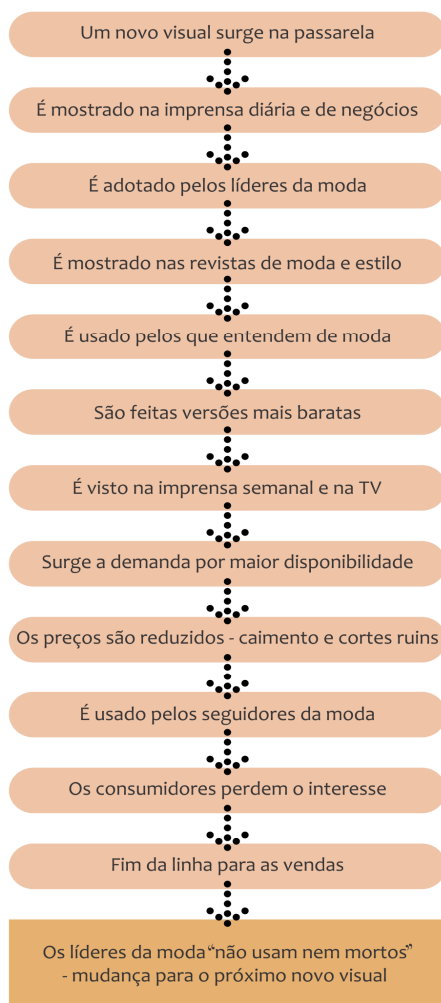 Um novo visual surge na passarela
É mostrado na imprensa diária e de negócios
É adotado pelos líderes da moda
É mostrado nas revistas de moda e estilo
É usado pelos que entendem de moda
São feitas versões mais baratas
É visto na imprensa semanal e na TV
Surge a demanda por maior disponibilidade
Os preços são reduzidos - caimento e cortes ruins
É usado pelos seguidores da moda
Os consumidores perdem o interesse
Fim da linha para as vendas
Os líderes da moda “não usam nem mortos”
- mudança para o próximo novo visual